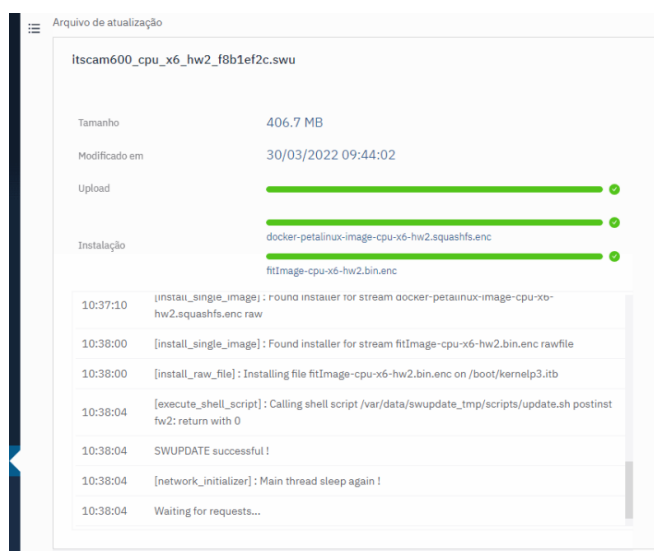 Arquivo de atualização
itscam600_cpu_x6_hw2_f8b1ef2c.swu
Tamanho 406.7 MB
Modificado em 30/03/2022 09:44:02
Upload
Instalação
docker-petalinux-image-cpu-x6-hw2.squashfs.enc
fitImage-cpu-x6-hw2.bin.enc
10:37:10 [install_single_image] : Found installer for stream docker-petalinux-image-cpu-x6-
hw2.squashfs.enc raw
10:38:00 [install_single_image] : Found installer for stream fitImage-cpu-x6-hw2.bin.enc rawfile
10:38:00 [install_raw_file] : Installing file fitImage-cpu-x6-hw2.bin.enc on /boot/kernelp3.itb
10:38:04 [execute_shell_script] : Calling shell script /var/data/swupdate_tmp/scripts/update.sh postinst
fw2: return with 0
10:38:04 SWUPDATE successful !
10:38:04 [network_initializer] : Main thread sleep again !
10:38:04 Waiting for requests...